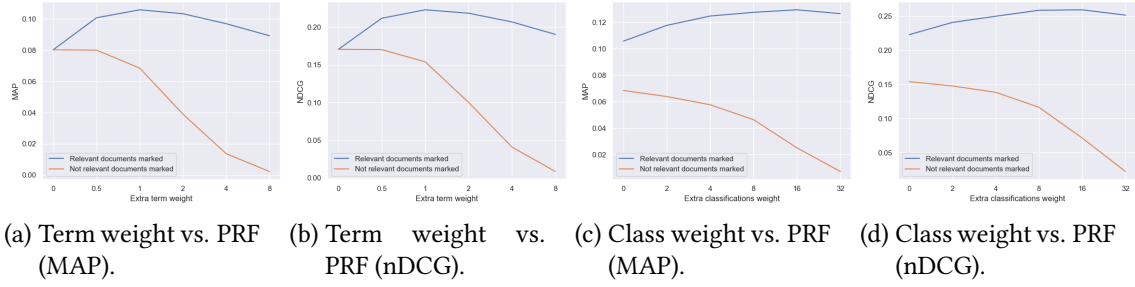 MAP
0.10
0.08
0.06
0.04
0.02
0.00
Relevant documents marked
Not relevant documents marked
0
0.5
1
2
4
8
Extra term weight
NDCG
0.20
0.15
0.10
0.05
0.00
Relevant documents marked
Not relevant documents marked
0
0.5
1
2
4
8
Extra term weight
MAP
0.12
0.10
0.08
0.06
0.04
0.02
Relevant documents marked
Not relevant documents marked
0
2
4
8
16
32
Extra classifications weight
NDCG
0.25
0.20
0.15
0.10
0.05
Relevant documents marked
Not relevant documents marked
0
2
4
8
16
32
Extra classifications weight
(a) Term weight vs. PRF
(MAP).
(b) Term weight vs.
PRF (nDCG).
(c) Class weight vs. PRF
(MAP).
(d) Class weight vs. PRF
(nDCG).